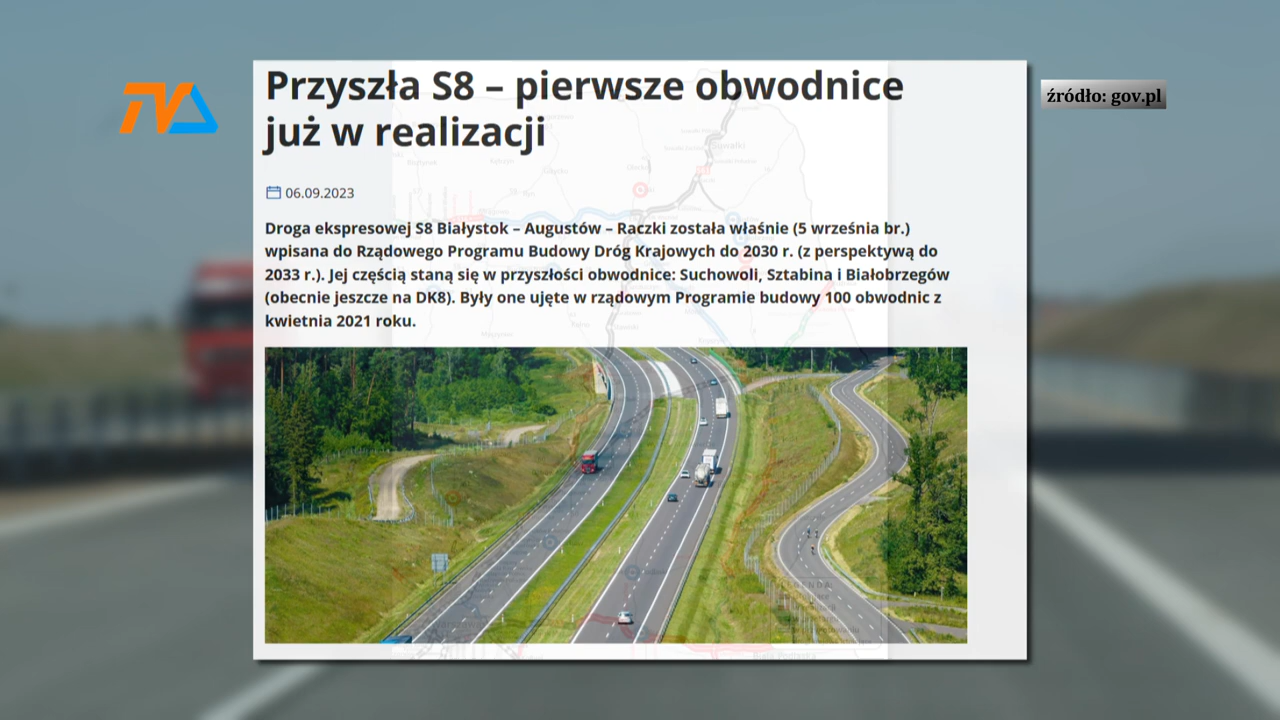 Przyszła S8 – pierwsze obwodnice
już w realizacji
TVA
źródło: gov.pl
06.09.2023
Droga ekspresowej S8 Białystok – Augustów – Raczki została właśnie (5 września br.)
wpisana do Rządowego Programu Budowy Dróg Krajowych do 2030 r. (z perspektywą do
2033 r.). Jej częścią staną się w przyszłości obwodnice: Suchowoli, Sztabina i Białobrzegów
(obecnie jeszcze na DK8). Były one ujęte w rządowym Programie budowy 100 obwodnic z
kwietnia 2021 roku.